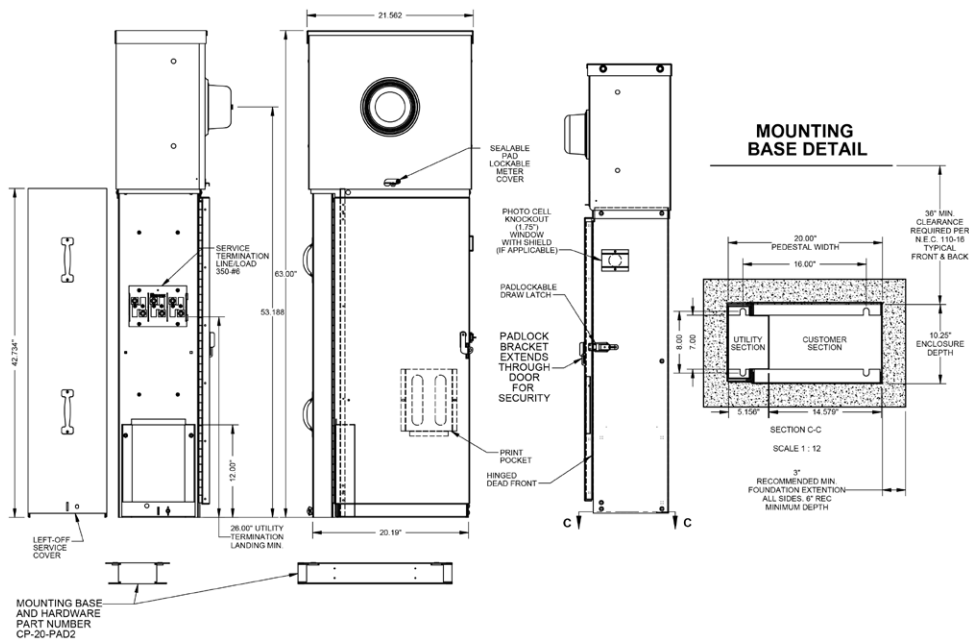 21.562
SEALABLE
PAD
LOCKABLE
METER
COVER
MOUNTING
BASE DETAIL
PHOTO CELL
KNOCKOUT
(1.75")
WINDOW
WITH SHIELD
(IF APPLICABLE)
36" MIN.
CLEARANCE
REQUIRED PER
N.E.C. 110-16
TYPICAL
FRONT & BACK
20.00"
PEDESTAL WIDTH
16.00"
SERVICE
TERMINATION
LINE/LOAD
350-#6
63.00"
53.188
42.734"
PADLOCKABLE
DRAW LATCH
PADLOCK
BRACKET
EXTENDS
THROUGH
DOOR
FOR
SECURITY
8.00
7.00
UTILITY
SECTION
CUSTOMER
SECTION
10.25"
ENCLOSURE
DEPTH
5.156"
14.579"
SECTION C-C
SCALE 1 : 12
12.00"
PRINT
POCKET
HINGED
DEAD FRONT
3"
RECOMMENDED MIN
FOUNDATION EXTENTION
ALL SIDES. 6" REC
MINIMUM DEPTH
C
C
LEFT-OFF
SERVICE
COVER
26.00" UTILITY
TERMINATION
LANDING MIN.
20.19"
MOUNTING BASE
AND HARDWARE
PART NUMBER
CP-20-PAD2